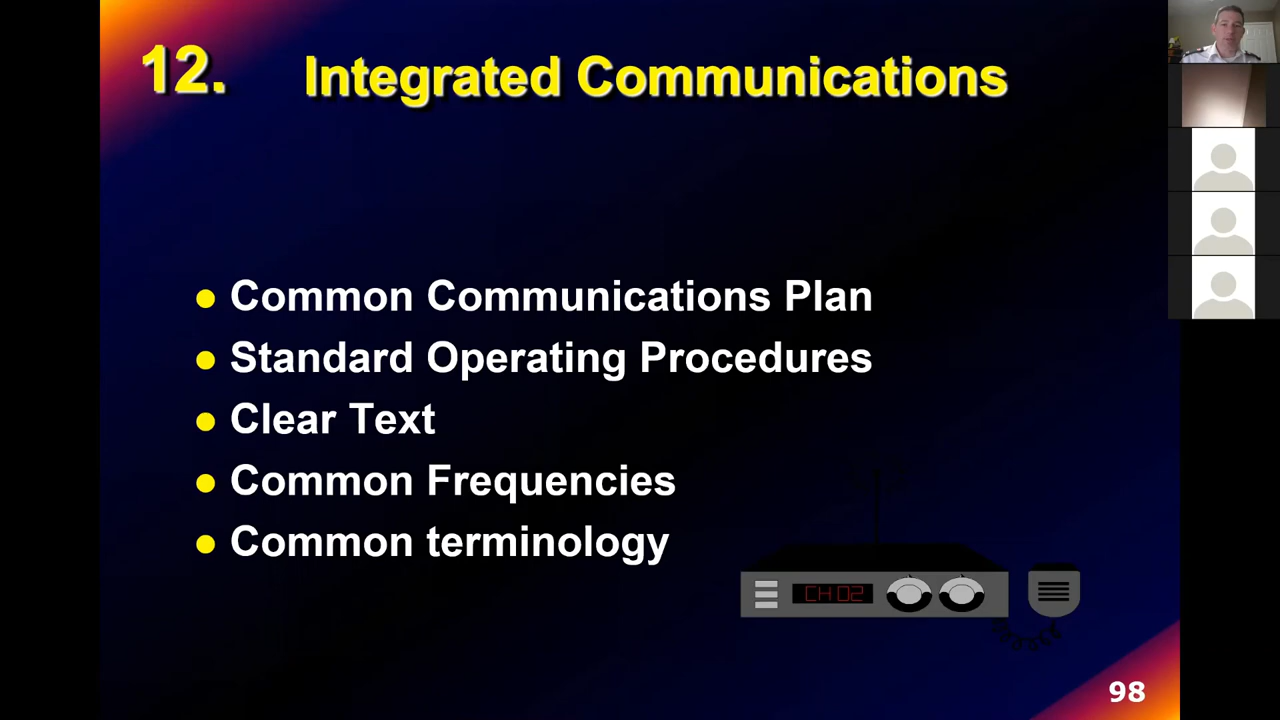 12. Integrated Communications
Common Communications Plan
Standard Operating Procedures
Clear Text
Common Frequencies
Common terminology
CH 02
98